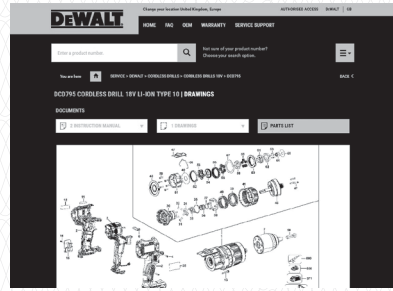 DEWALT
Change your location United Kingdom, Europe
AUTHORISED ACCESS DEWALT GB
HOME FAQ OEM WARRANTY SERVICE SUPPORT
Enter a product number
Not sure of your product number?
Choose your search option.
You are here
SERVICE > DEWALT > CORDLESS DRILLS > CORDLESS DRILLS 18V > DCD795
BACK <
DCD795 CORDLESS DRILL 18V LI-ION TYPE 10 | DRAWINGS
DOCUMENTS
2 INSTRUCTION MANUAL
1 DRAWINGS
PARTS LIST